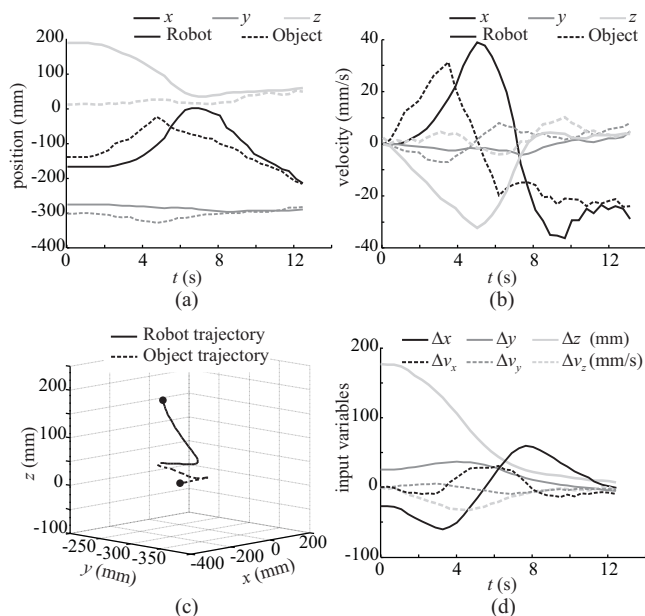 x y z
Robot Object
200
100
0
-100
-200
-300
-400
position (mm)
0 4 8 12
t (s)
(a)
x y z
Robot Object
40
20
0
-20
-40
velocity (mm/s)
0 4 8 12
t (s)
(b)
Robot trajectory
Object trajectory
200
100
0
-100
z (mm)
-250
-300
-350
y (mm)
-400
-200
0
200
x (mm)
(c)
Δx Δy Δz (mm)
Δvx Δvy Δvz (mm/s)
200
100
0
-100
input variables
0 4 8 12
t (s)
(d)